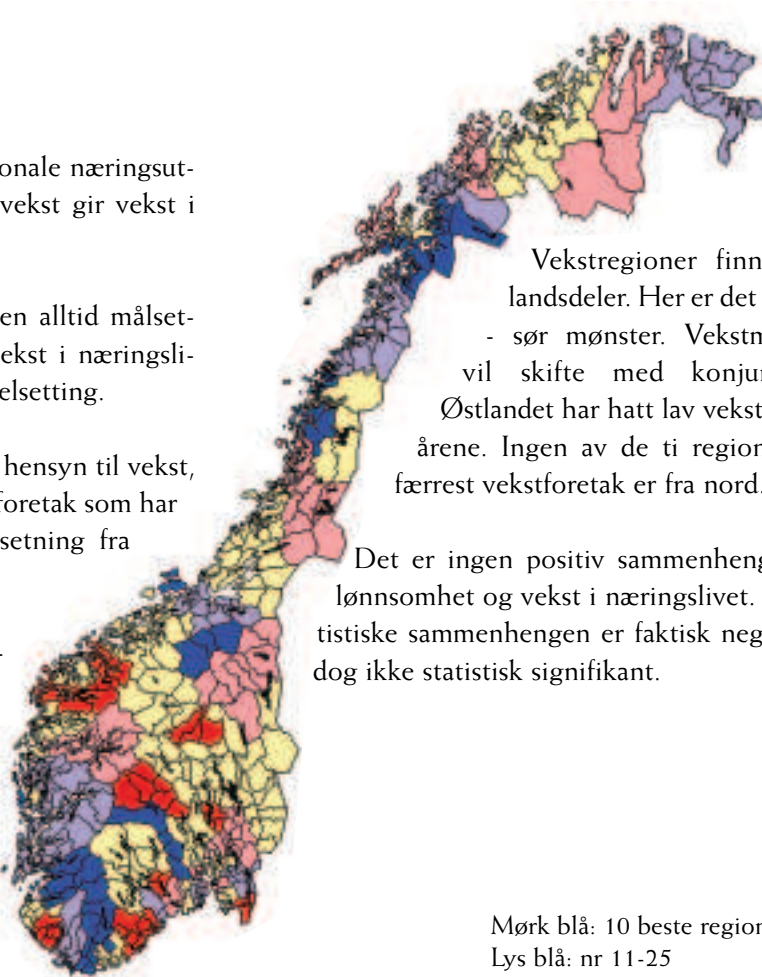 onale næringsut-
vekst gir vekst i
en alltid målset-
ekst i næringsli-
elsetting.
hensyn til vekst,
foretak som har
setning fra
Vekstregioner finn
landsdeler. Her er det
- sør mønster. Vekstm
vil skifte med konju
Østlandet har hatt lav vekst
årene. Ingen av de ti region
færrest vekstforetak er fra nord.
Det er ingen positiv sammenheng
lønnsomhet og vekst i næringslivet.
tistiske sammenhengen er faktisk neg
dog ikke statistisk signifikant.
Mørk blå: 10 beste region
Lys blå: nr 11-25